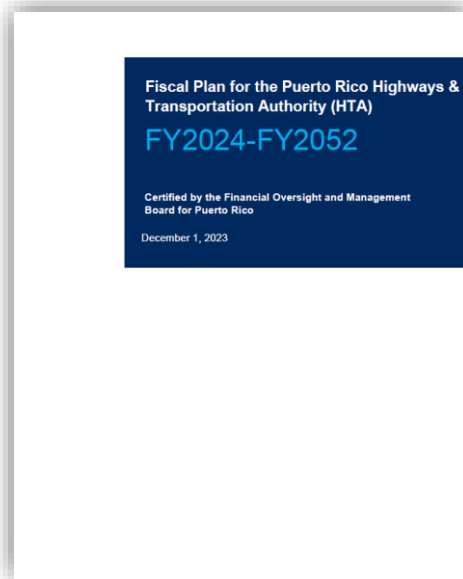 Fiscal Plan for the Puerto Rico Highways &
Transportation Authority (HTA)
FY2024-FY2052
Certified by the Financial Oversight and Management
Board for Puerto Rico
December 1, 2023